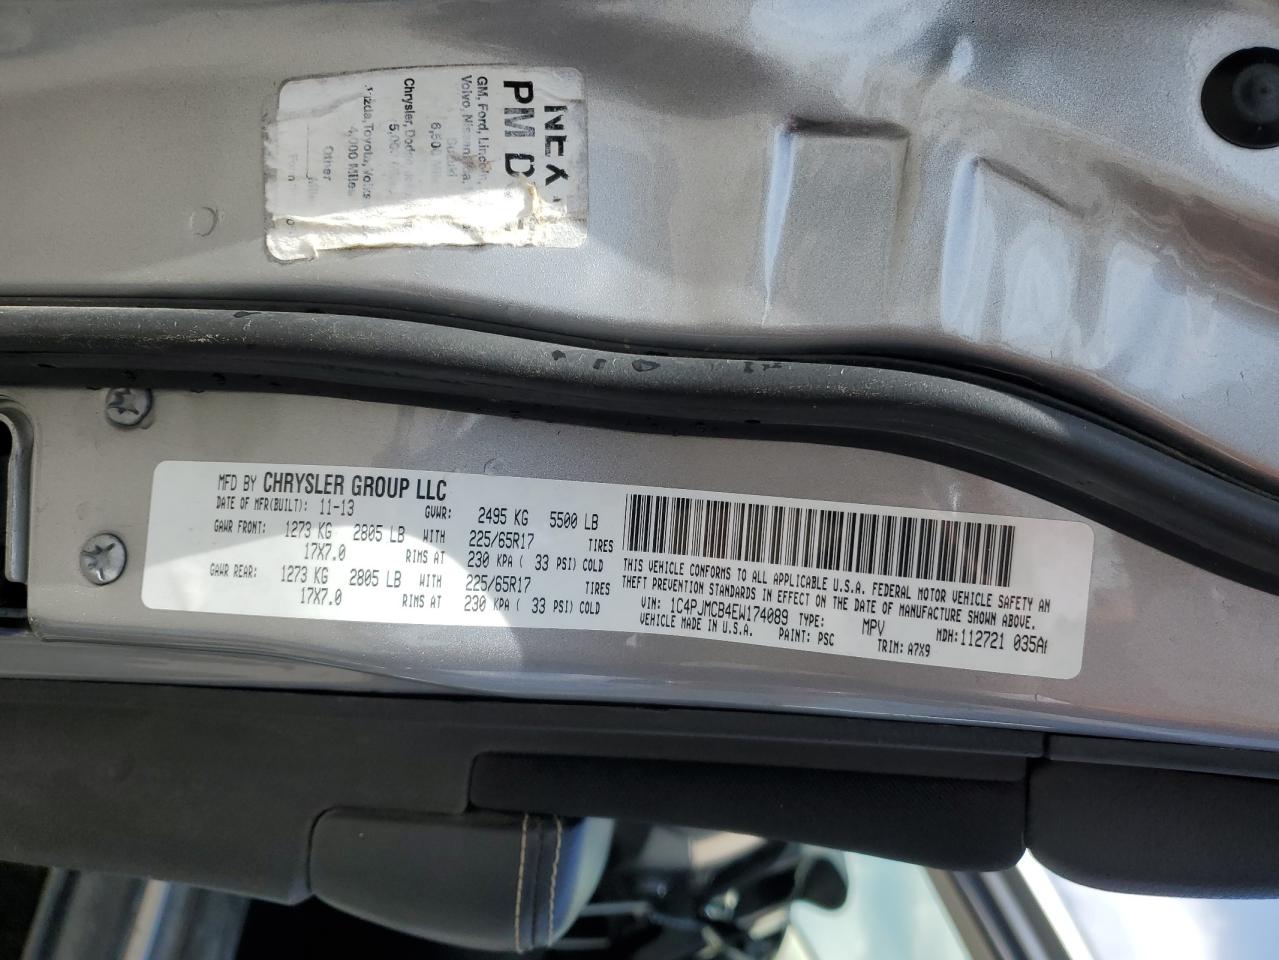 MFD BY CHRYSLER GROUP LLC
DATE OF MFR(BUILT): 11-13 GVWR: 2495 KG 5500 LB
GAWR FRONT: 1273 KG 2805 LB WITH 225/65R17 TIRES
17X7.0 RIMS AT 230 KPA ( 33 PSI) COLD
GAWR REAR: 1273 KG 2805 LB WITH 225/65R17 TIRES
17X7.0 RIMS AT 230 KPA ( 33 PSI) COLD
THIS VEHICLE CONFORMS TO ALL APPLICABLE U.S.A. FEDERAL MOTOR VEHICLE SAFETY AN
THEFT PREVENTION STANDARDS IN EFFECT ON THE DATE OF MANUFACTURE SHOWN ABOVE.
VIN: 1C4PJMCB4EW174089 TYPE: MPV MDH: 112721 035A
VEHICLE MADE IN U.S.A. PAINT: PSC TRIM: A7X9
PM
GM, Ford,
Volvo,
Chrysler,
Toyota,
4,000 Miles
Other